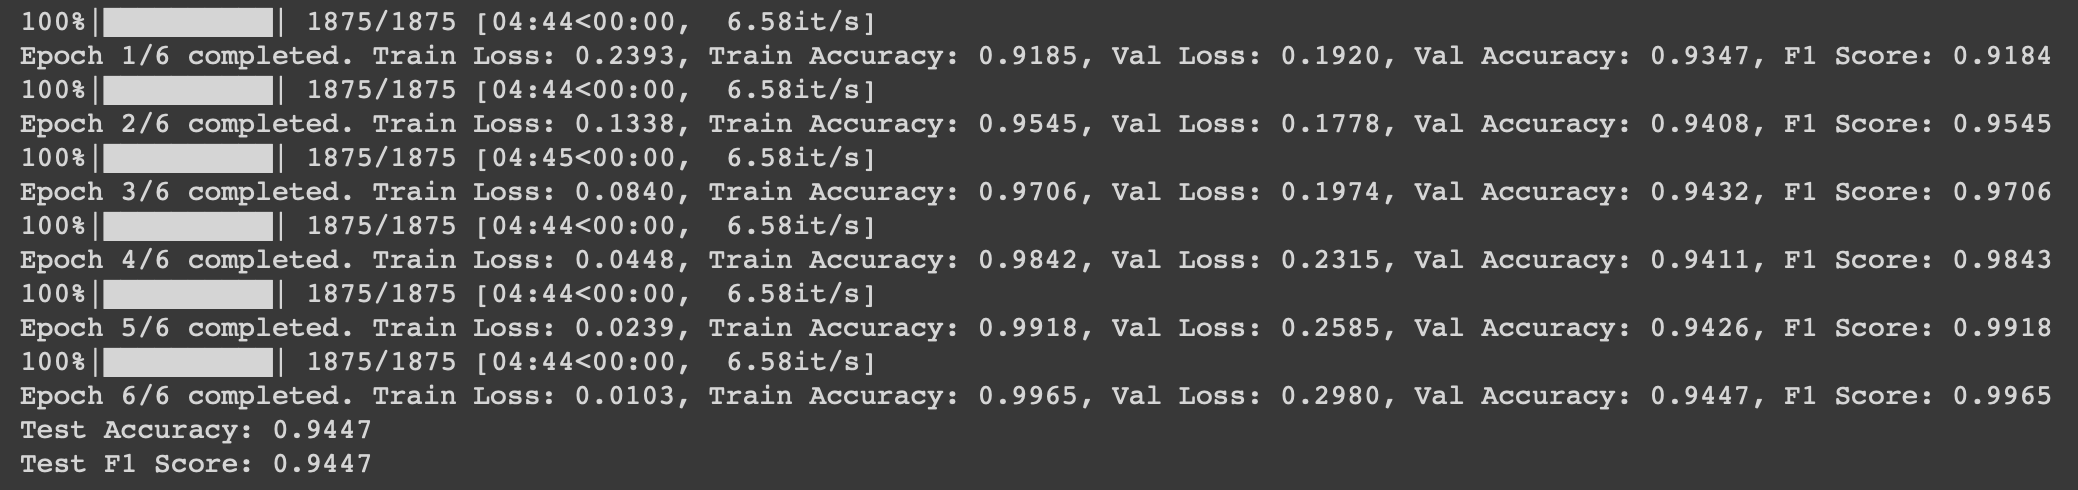 100%|██████████| 1875/1875 [04:44<00:00,  6.58it/s]
Epoch 1/6 completed. Train Loss: 0.2393, Train Accuracy: 0.9185, Val Loss: 0.1920, Val Accuracy: 0.9347, F1 Score: 0.9184
100%|██████████| 1875/1875 [04:44<00:00,  6.58it/s]
Epoch 2/6 completed. Train Loss: 0.1338, Train Accuracy: 0.9545, Val Loss: 0.1778, Val Accuracy: 0.9408, F1 Score: 0.9545
100%|██████████| 1875/1875 [04:45<00:00,  6.58it/s]
Epoch 3/6 completed. Train Loss: 0.0840, Train Accuracy: 0.9706, Val Loss: 0.1974, Val Accuracy: 0.9432, F1 Score: 0.9706
100%|██████████| 1875/1875 [04:44<00:00,  6.58it/s]
Epoch 4/6 completed. Train Loss: 0.0448, Train Accuracy: 0.9842, Val Loss: 0.2315, Val Accuracy: 0.9411, F1 Score: 0.9843
100%|██████████| 1875/1875 [04:44<00:00,  6.58it/s]
Epoch 5/6 completed. Train Loss: 0.0239, Train Accuracy: 0.9918, Val Loss: 0.2585, Val Accuracy: 0.9426, F1 Score: 0.9918
100%|██████████| 1875/1875 [04:44<00:00,  6.58it/s]
Epoch 6/6 completed. Train Loss: 0.0103, Train Accuracy: 0.9965, Val Loss: 0.2980, Val Accuracy: 0.9447, F1 Score: 0.9965
Test Accuracy: 0.9447
Test F1 Score: 0.9447